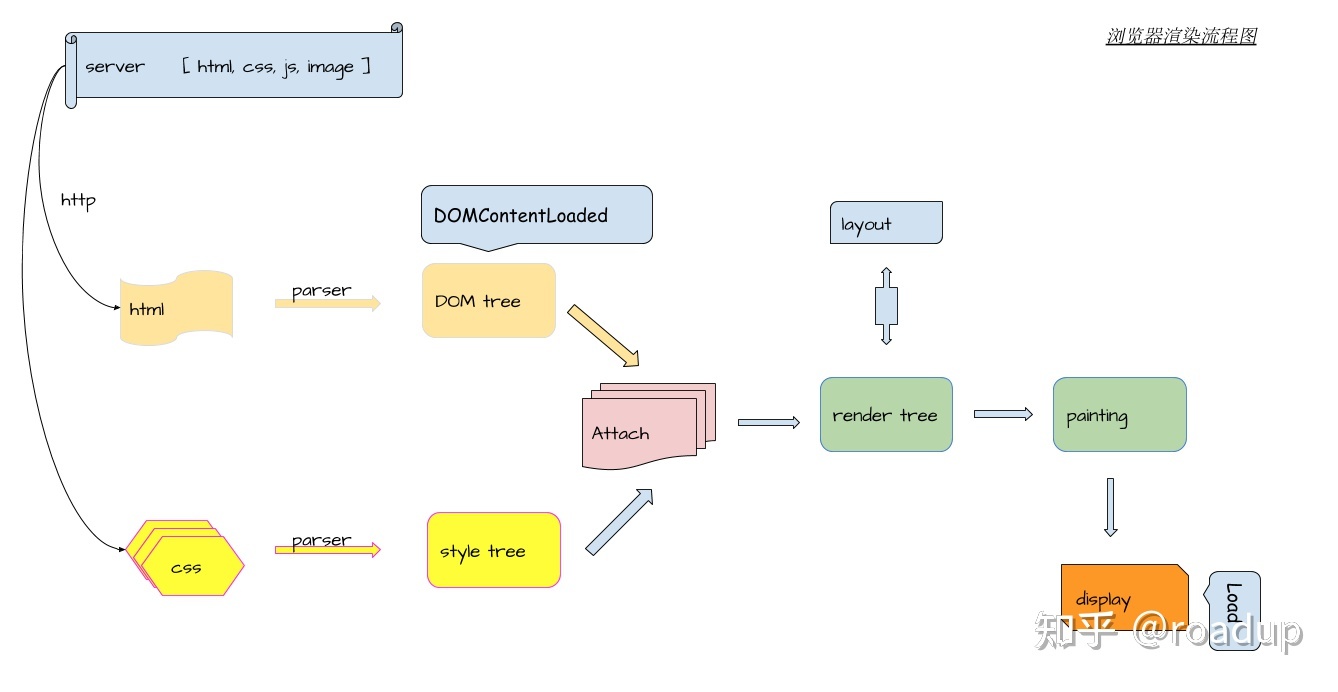 浏览器渲染流程图
server [ html, css, js, image ]
http
DOMContentLoaded
layout
html
parser
DOM tree
Attach
render tree
painting
css
parser
style tree
display
Load
知乎 @roadup